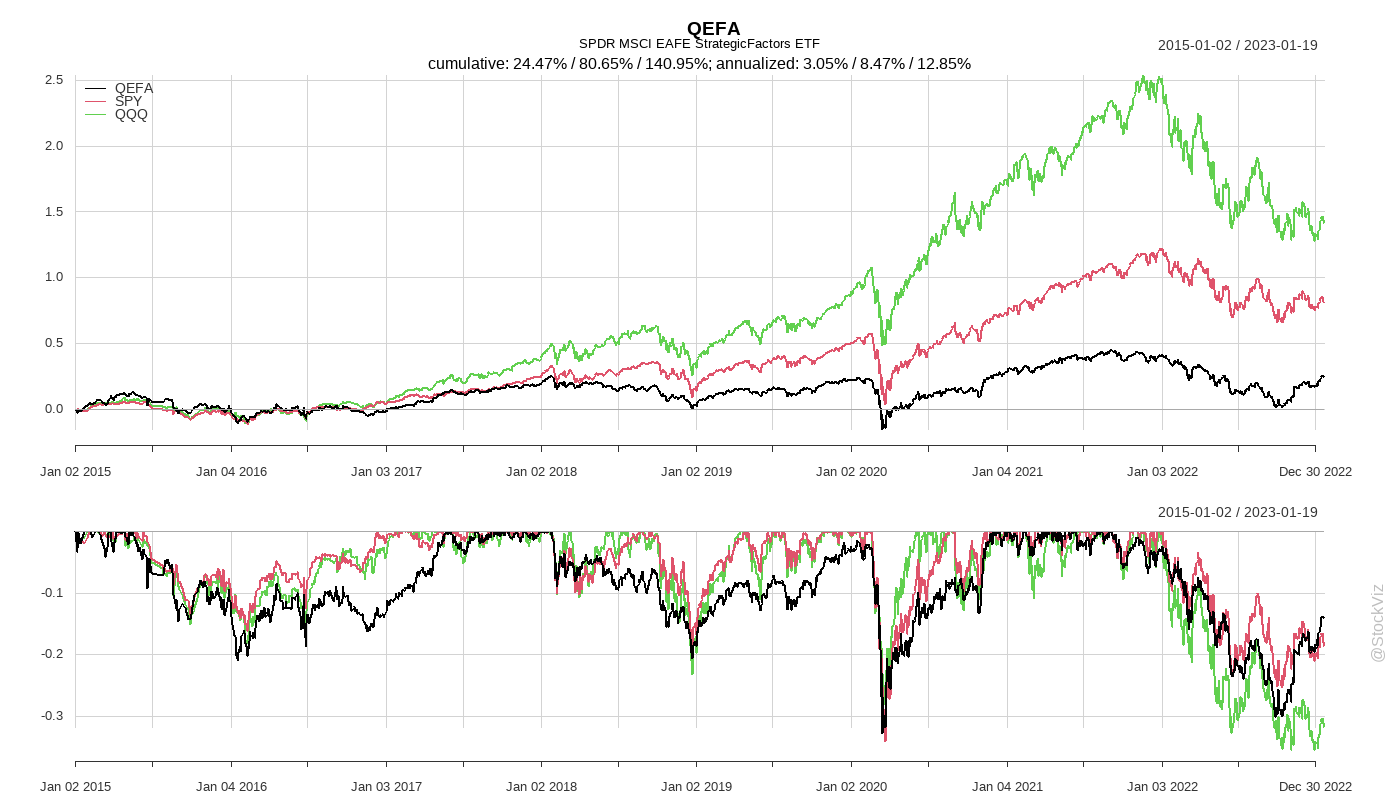 QEFA
SPDR MSCI EAFE StrategicFactors ETF
2015-01-02 / 2023-01-19
cumulative: 24.47% / 80.65% / 140.95%; annualized: 3.05% / 8.47% / 12.85%
QEFA
SPY
QQQ
2.5
2.0
1.5
1.0
0.5
0.0
Jan 02 2015 Jan 04 2016 Jan 03 2017 Jan 02 2018 Jan 02 2019 Jan 02 2020 Jan 04 2021 Jan 03 2022 Dec 30 2022
2015-01-02 / 2023-01-19
-0.1
-0.2
-0.3
Jan 02 2015 Jan 04 2016 Jan 03 2017 Jan 02 2018 Jan 02 2019 Jan 02 2020 Jan 04 2021 Jan 03 2022 Dec 30 2022
@StockViz